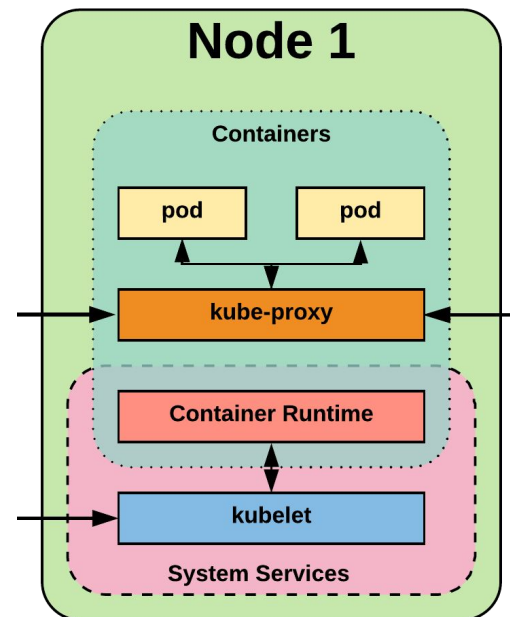 Node 1
Containers
pod
pod
kube-proxy
Container Runtime
kubelet
System Services